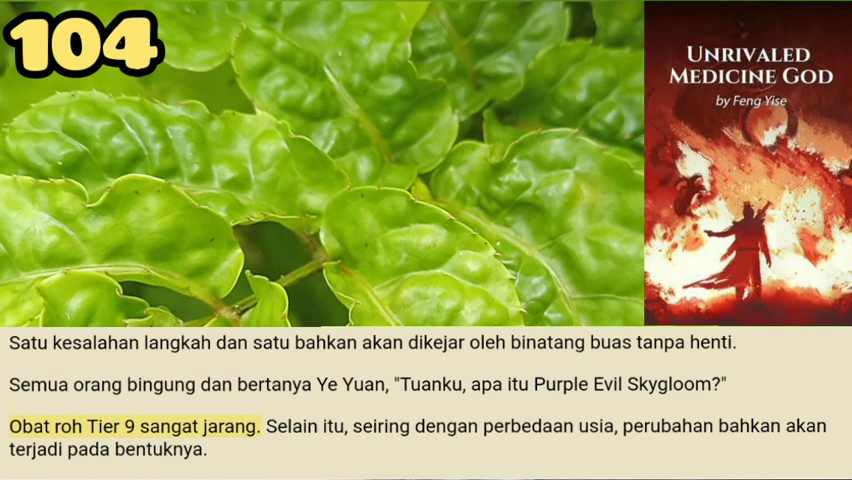 104
UNRIVALED
MEDICINE GOD
by Feng Yise
Satu kesalahan langkah dan satu bahkan akan dikejar oleh binatang buas tanpa henti.
Semua orang bingung dan bertanya Ye Yuan, "Tuanku, apa itu Purple Evil Skygloom?"
Obat roh Tier 9 sangat jarang. Selain itu, seiring dengan perbedaan usia, perubahan bahkan akan
terjadi pada bentuknya.